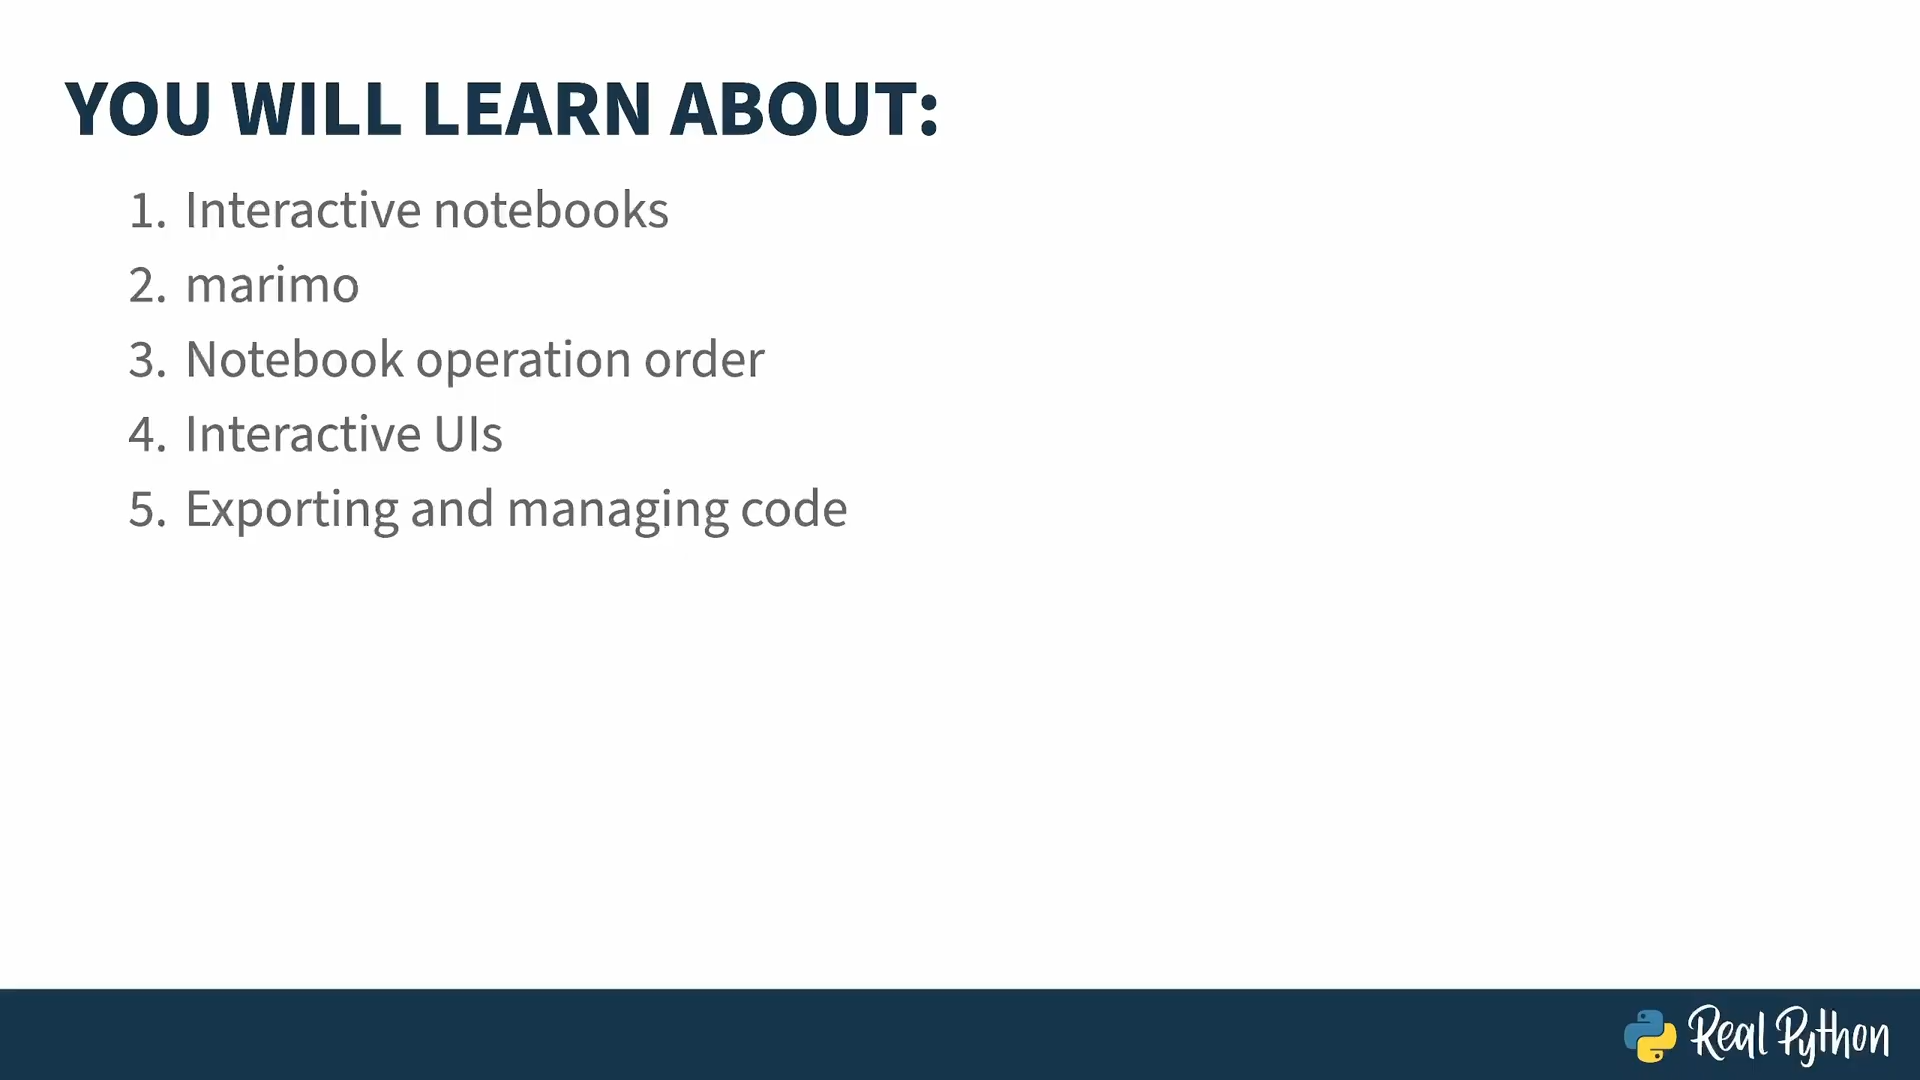 YOU WILL LEARN ABOUT:
1. Interactive notebooks
2. marimo
3. Notebook operation order
4. Interactive UIs
5. Exporting and managing code
Real Python